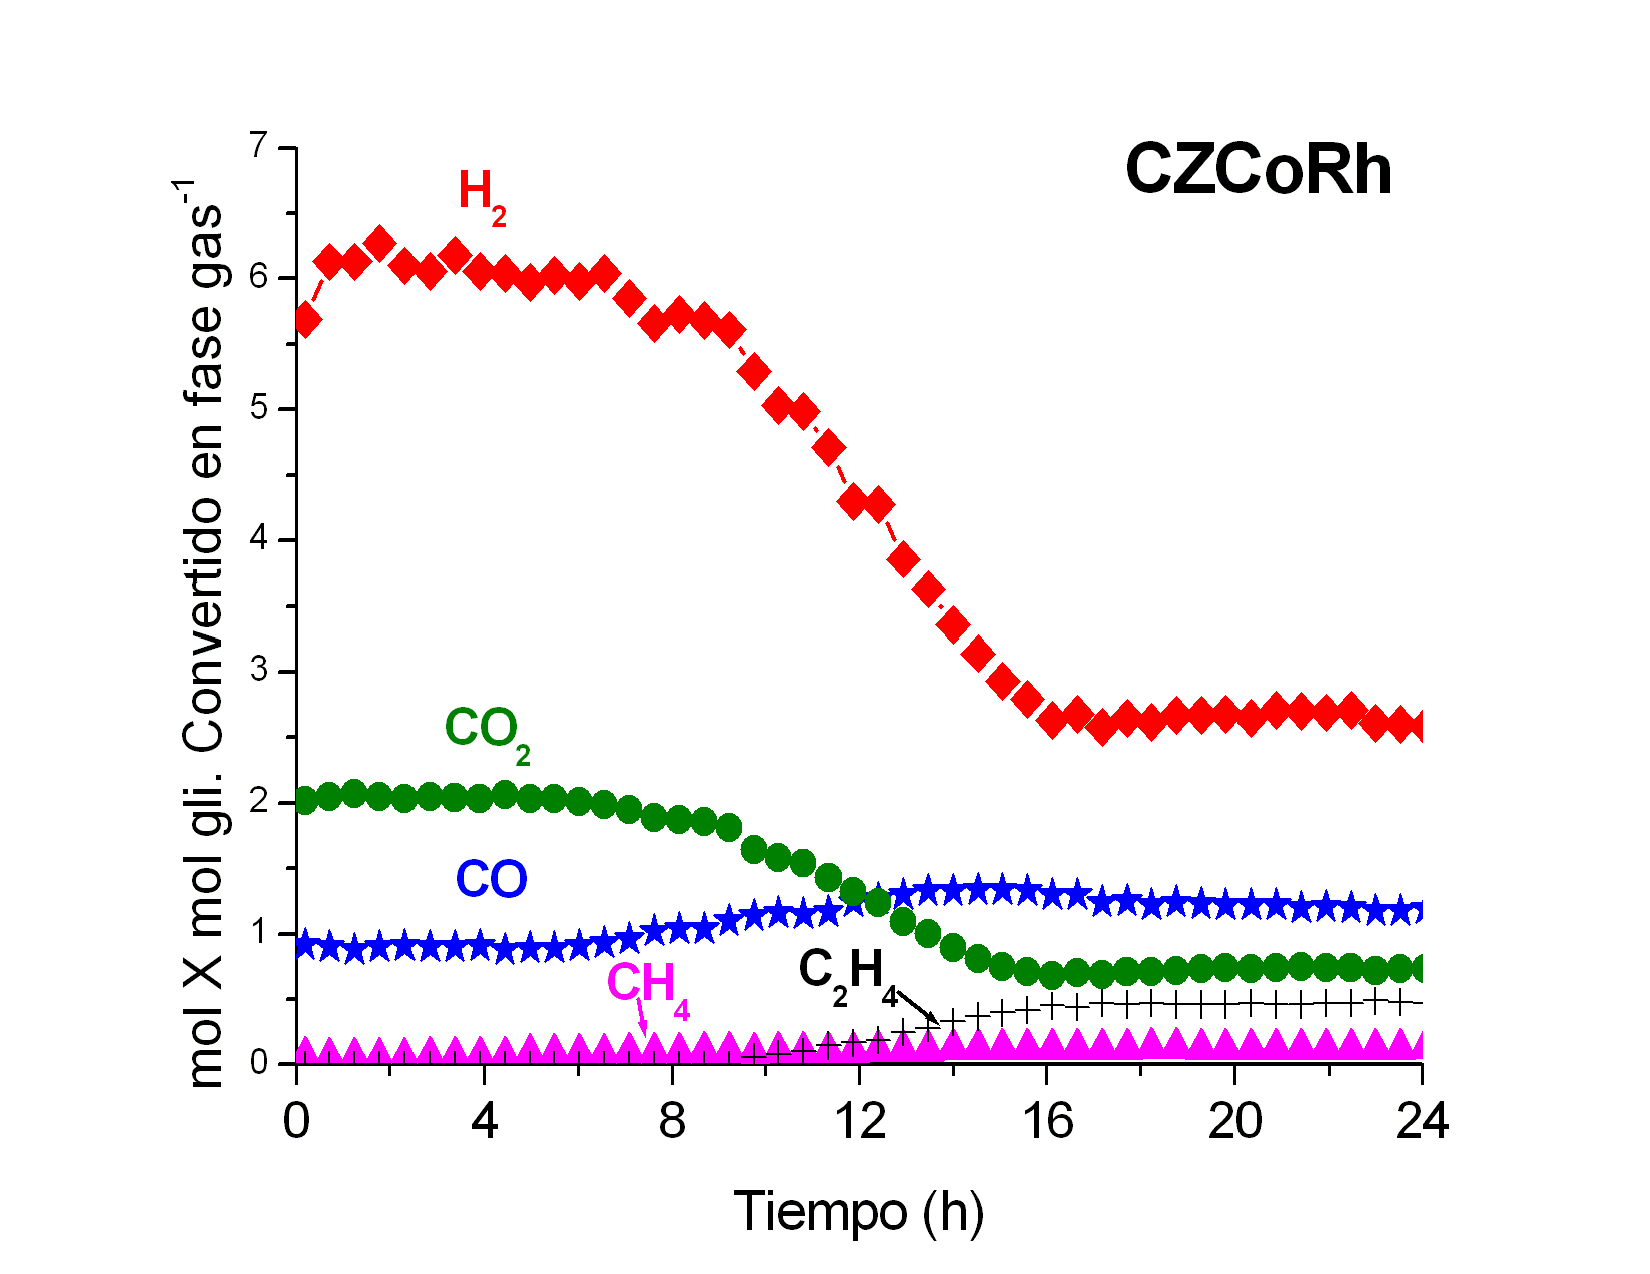 CZCoRh
H2
CO2
CO
CH4
C2H4
mol X mol gli. Convertido en fase gas-1
7
6
5
4
3
2
1
0
0 4 8 12 16 20 24
Tiempo (h)